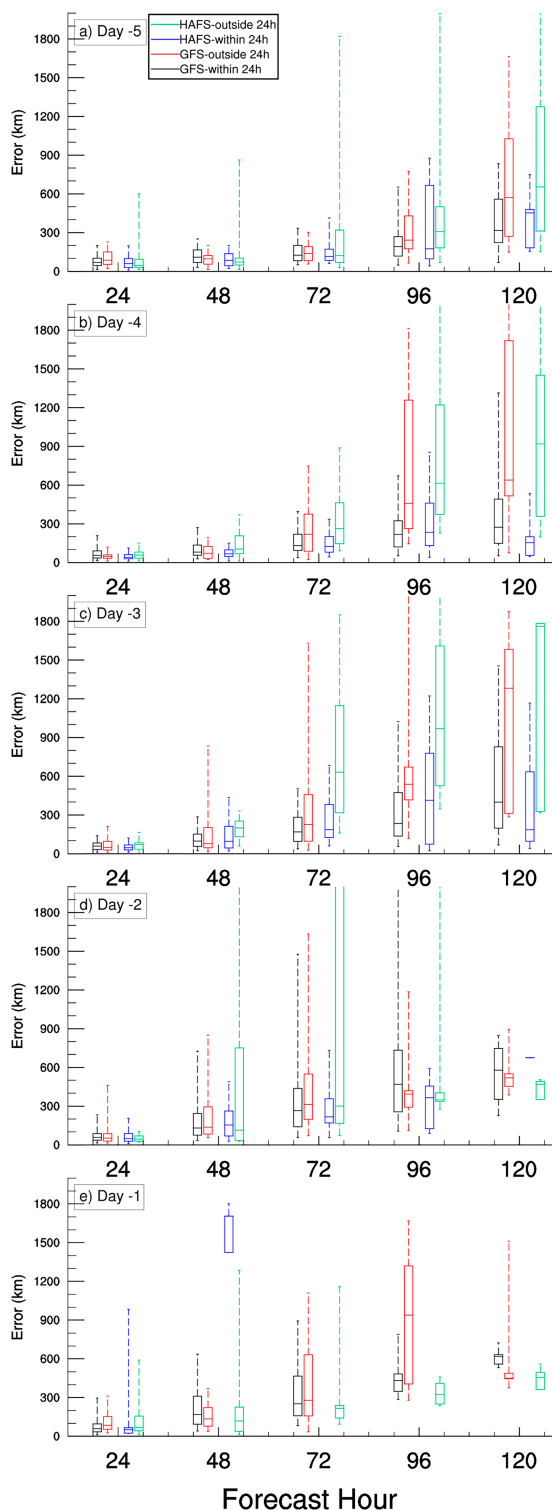 a) Day -5
HAFS-outside 24h
HAFS-within 24h
GFS-outside 24h
GFS-within 24h
Error (km)
1800
1500
1200
900
600
300
0
24 48 72 96 120
b) Day -4
Error (km)
1800
1500
1200
900
600
300
0
24 48 72 96 120
c) Day -3
Error (km)
1800
1500
1200
900
600
300
0
24 48 72 96 120
d) Day -2
Error (km)
1800
1500
1200
900
600
300
0
24 48 72 96 120
e) Day -1
Error (km)
1800
1500
1200
900
600
300
0
24 48 72 96 120
Forecast Hour